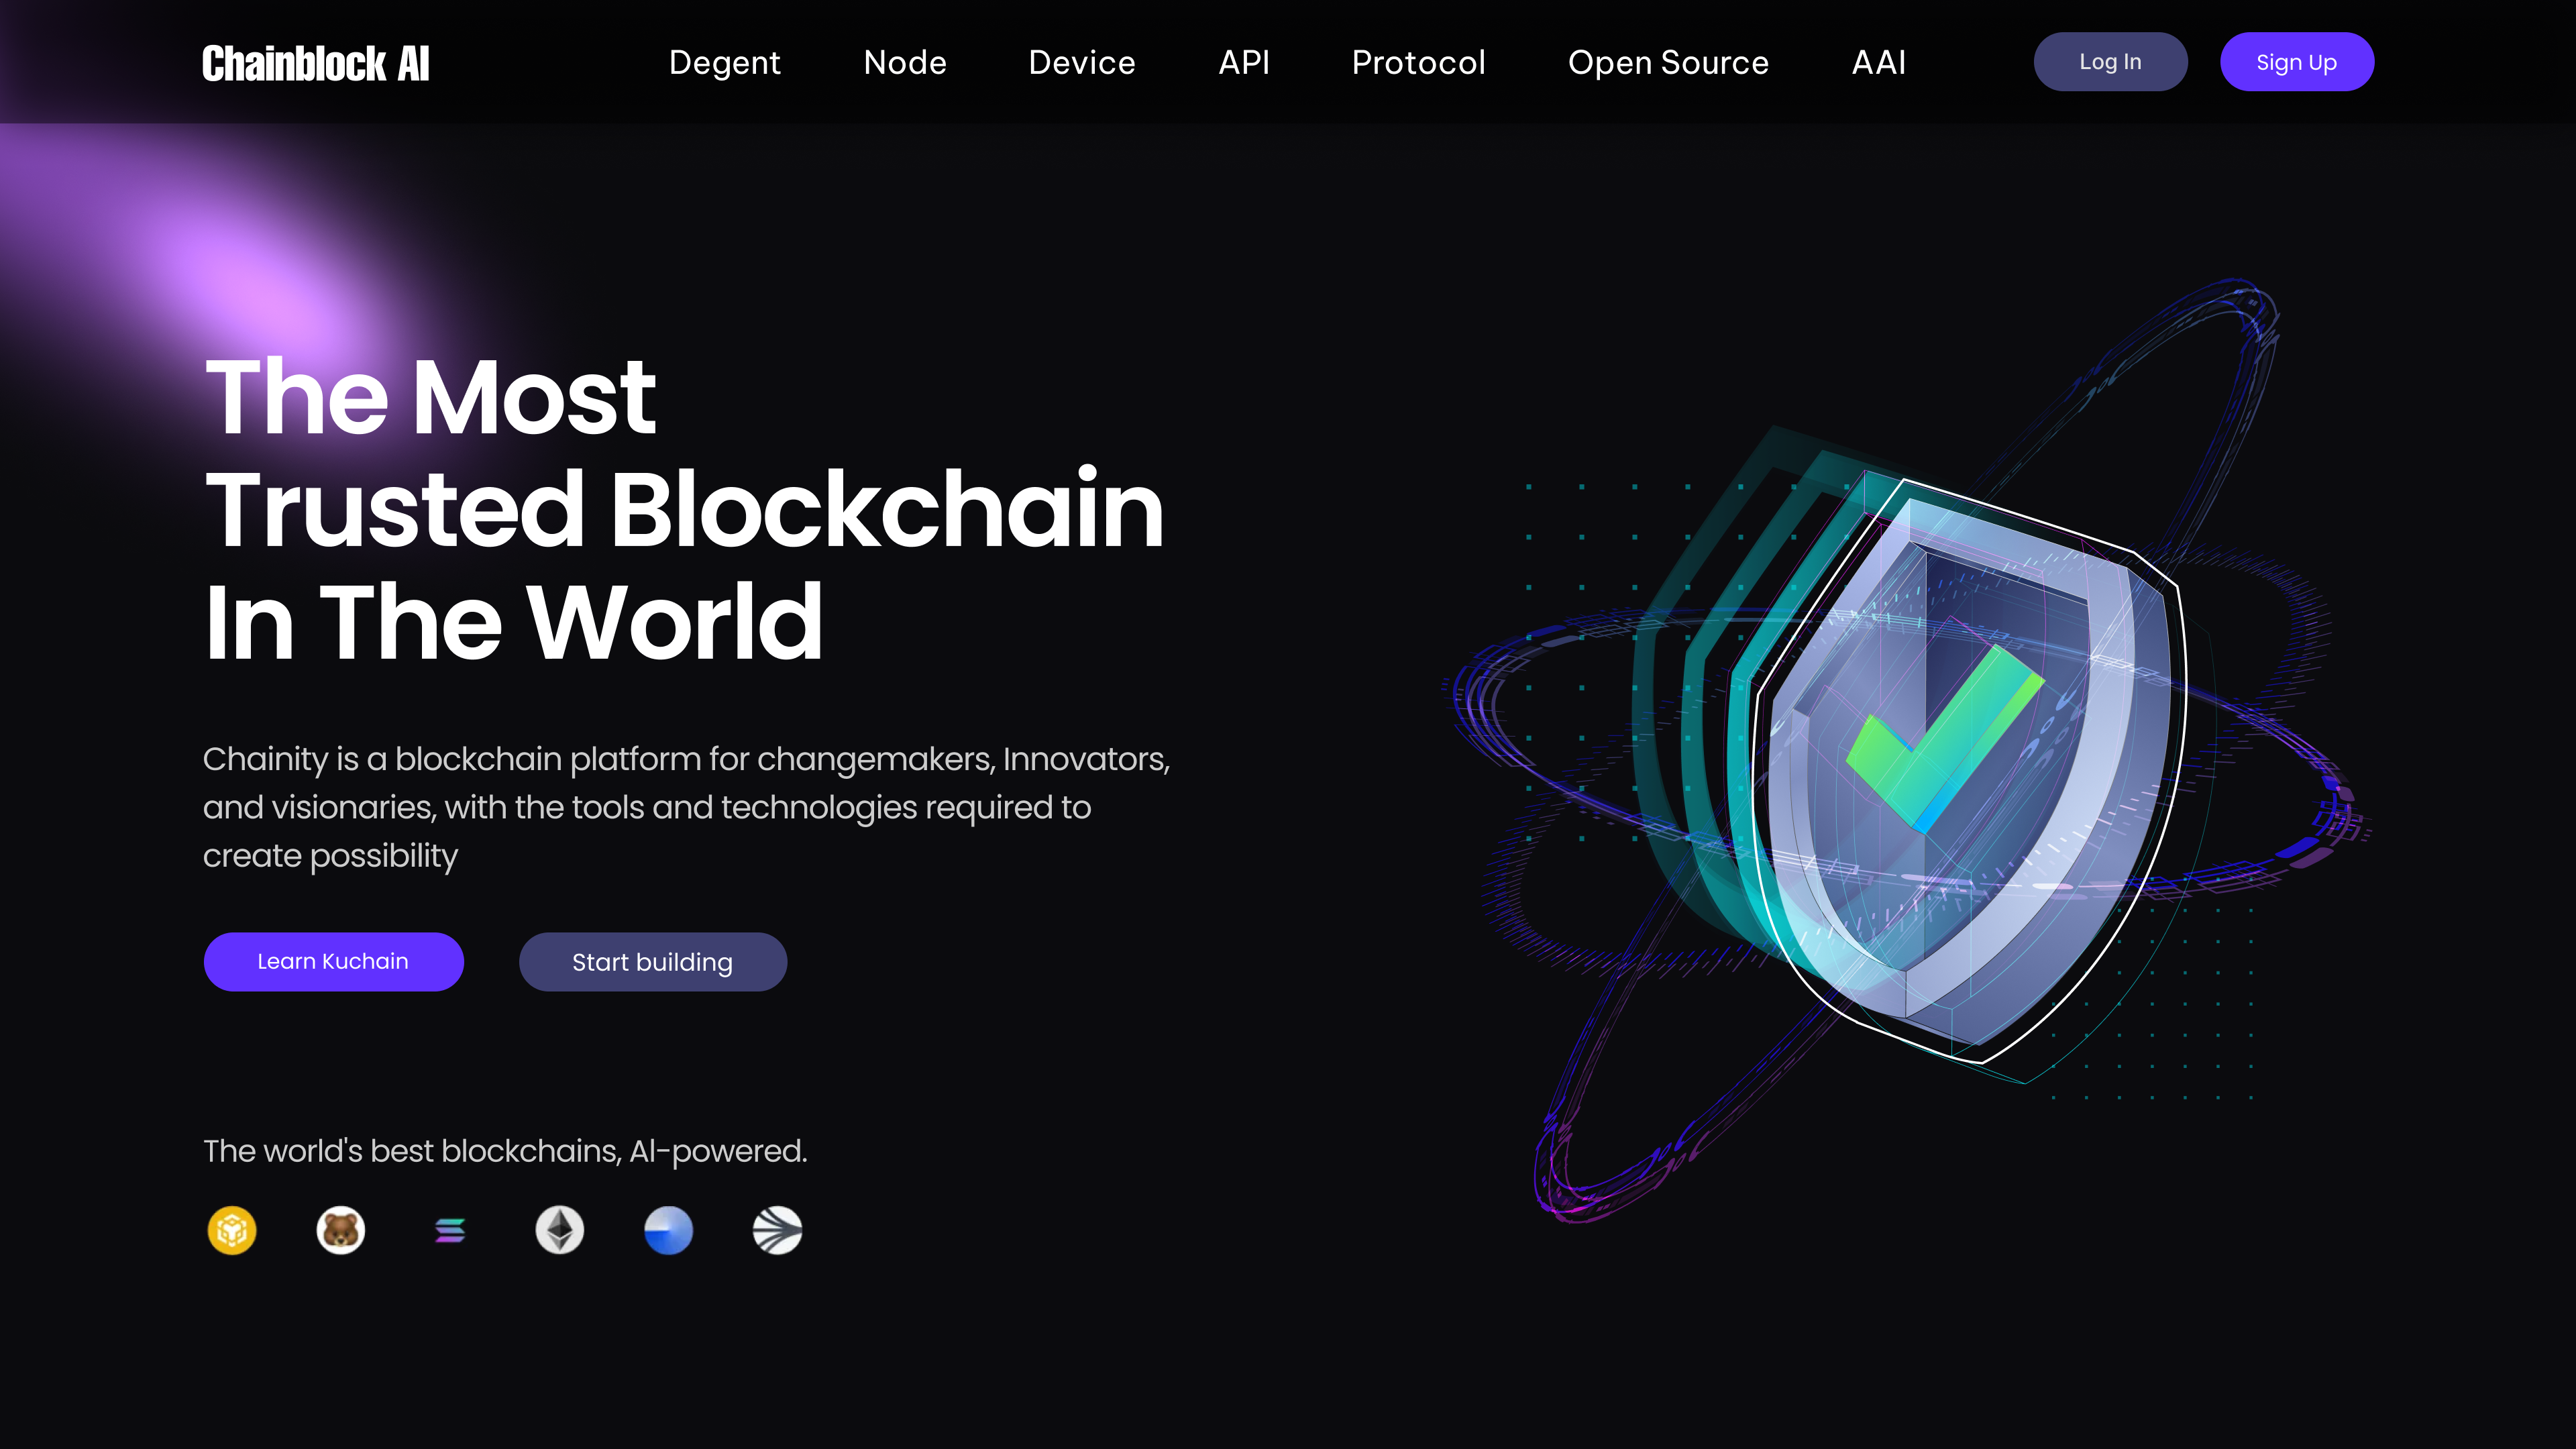 Chainblock AI
Degent
Node
Device
API
Protocol
Open Source
AAI
Log In
Sign Up
The Most
Trusted Blockchain
In The World
Chainity is a blockchain platform for changemakers, Innovators,
and visionaries, with the tools and technologies required to
create possibility
Learn Kuchain
Start building
The world's best blockchains, AI-powered.